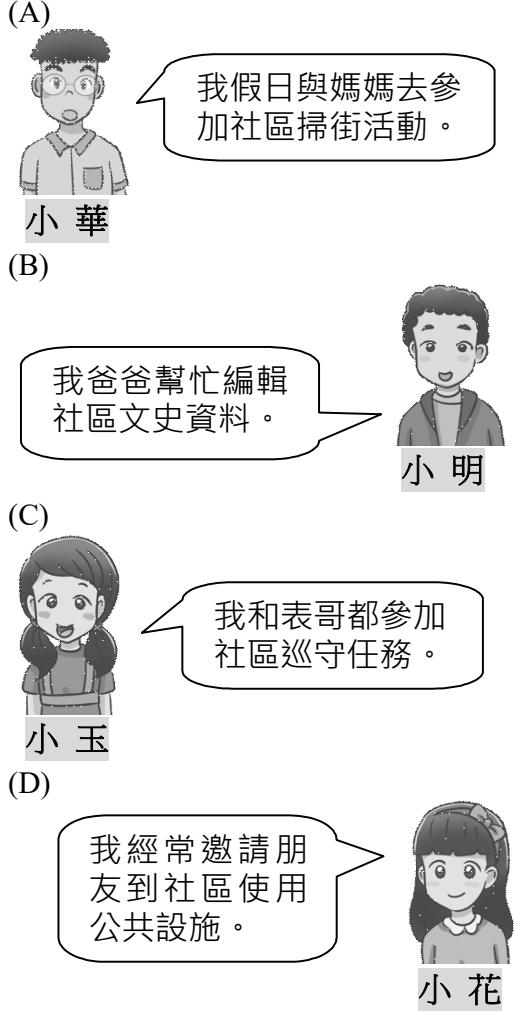 (A)
我假日與媽媽去參
加社區掃街活動。
小華
(B)
我爸爸幫忙編輯
社區文史資料。
小明
(C)
我和表哥都參加
社區巡守任務。
小玉
(D)
我經常邀請朋
友到社區使用
公共設施。
小花